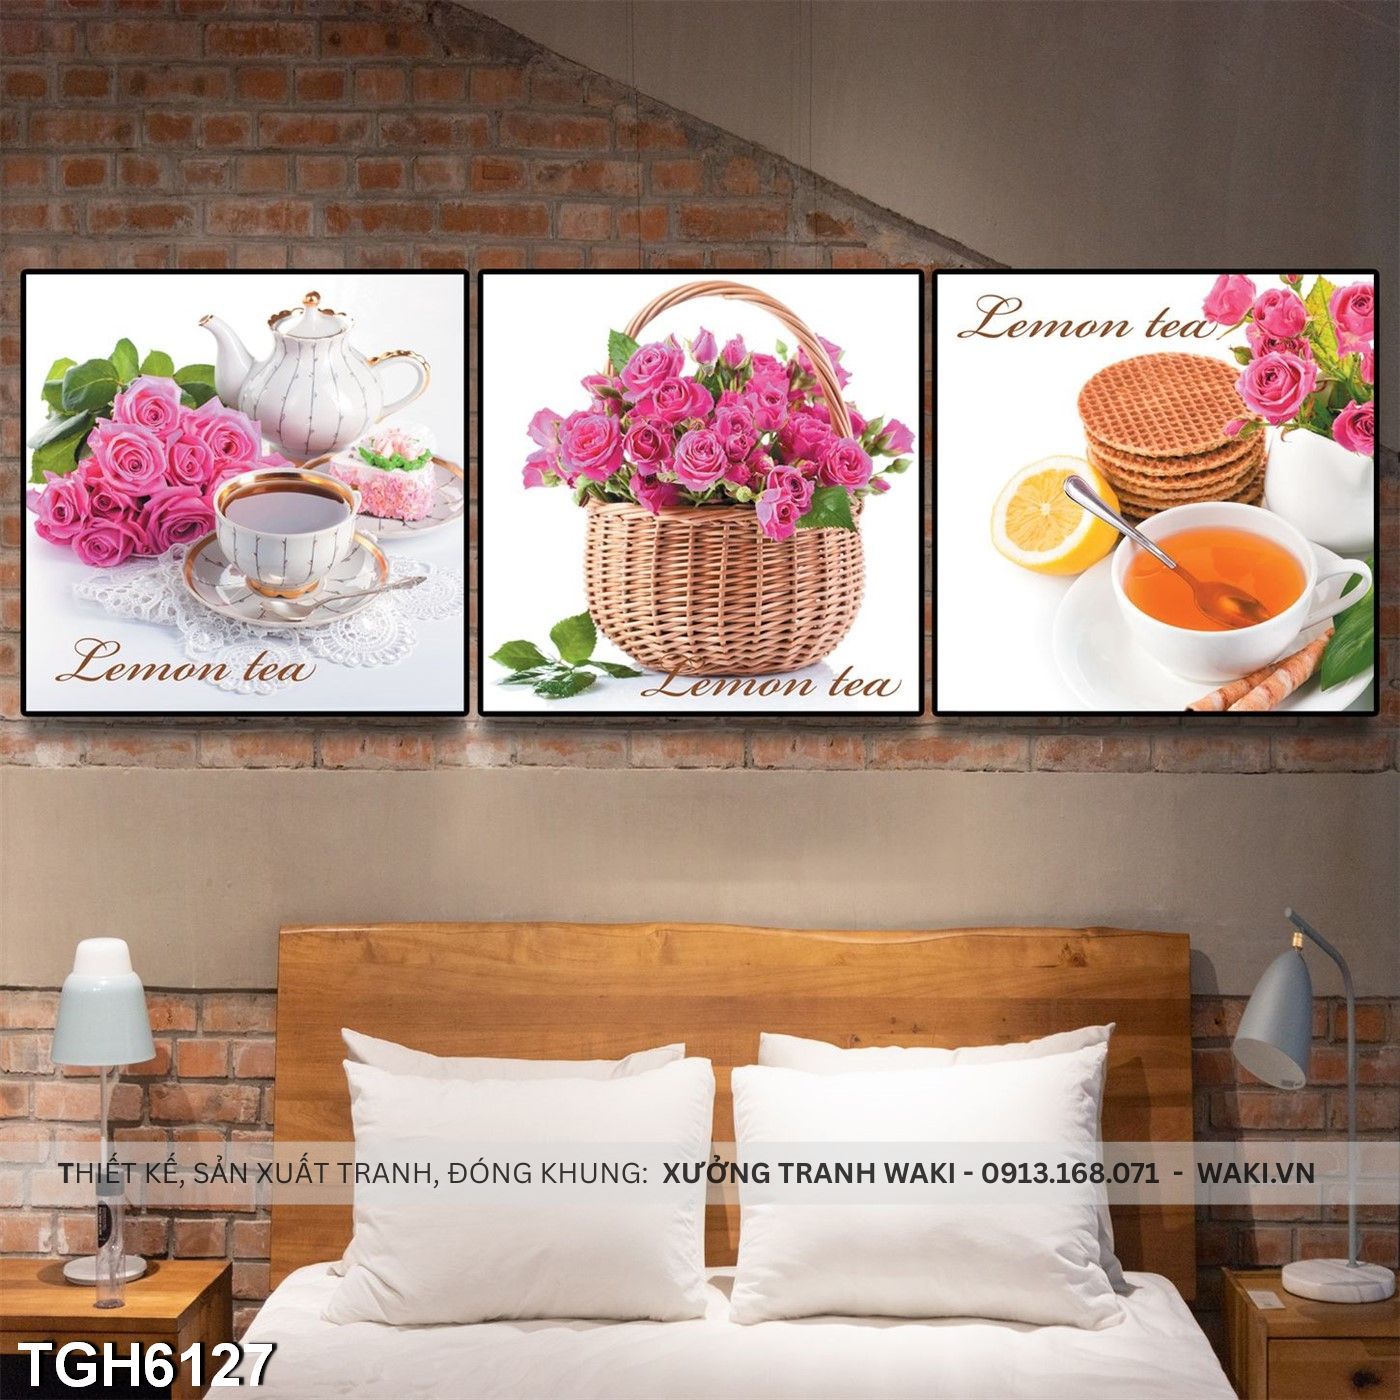 Lemon tea
Lemon tea
Lemon tea
THIẾT KẾ, SẢN XUẤT TRANH, ĐÓNG KHUNG: XƯỞNG TRANH WAKI - 0913.168.071 - WAKI.VN
TGH6127